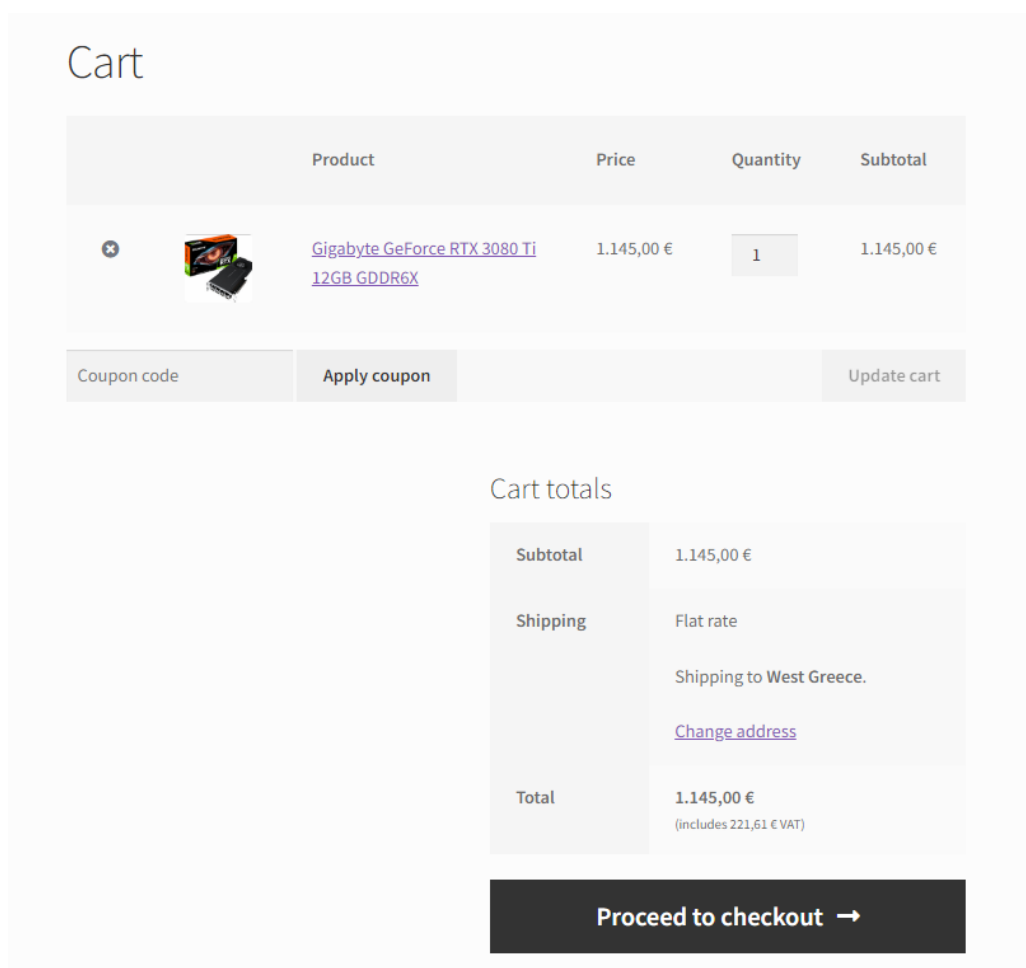 Cart
Product Price Quantity Subtotal
Gigabyte GeForce RTX 3080 Ti 1.145,00 € 1 1.145,00 €
12GB GDDR6X
Coupon code Apply coupon Update cart
Cart totals
Subtotal 1.145,00 €
Shipping Flat rate
Shipping to West Greece.
Change address
Total 1.145,00 €
(includes 221,61 € VAT)
Proceed to checkout →